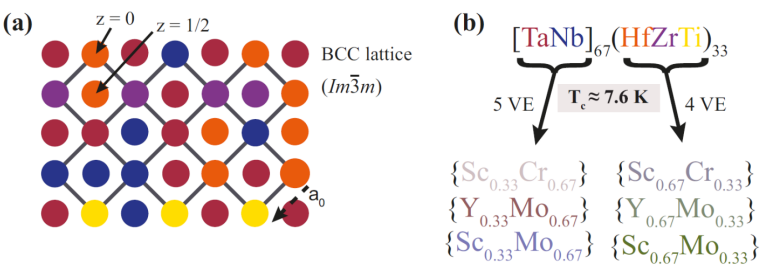 (a)
z = 0
z = 1/2
BCC lattice
(Im3̅m)
a₀
(b)
[TaNb]₆₇(HfZrTi)₃₃
T_c ≈ 7.6 K
5 VE
4 VE
{Sc₀.₃₃Cr₀.₆₇} {Sc₀.₆₇Cr₀.₃₃}
{Y₀.₃₃Mo₀.₆₇} {Y₀.₆₇Mo₀.₃₃}
{Sc₀.₃₃Mo₀.₆₇} {Sc₀.₆₇Mo₀.₃₃}